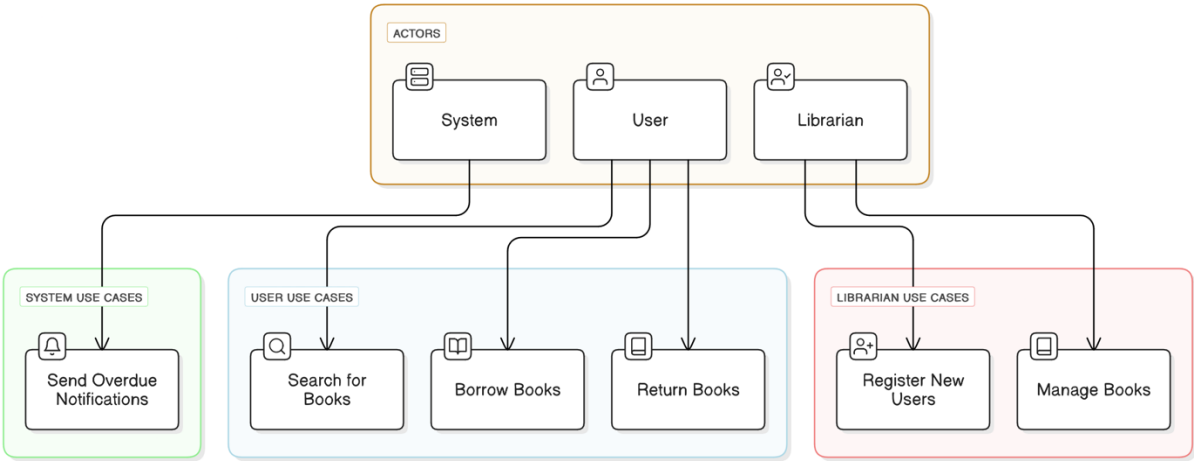 ACTORS
System
User
Librarian
SYSTEM USE CASES
USER USE CASES
LIBRARIAN USE CASES
Send Overdue
Notifications
Search for
Books
Borrow Books
Return Books
Register New
Users
Manage Books